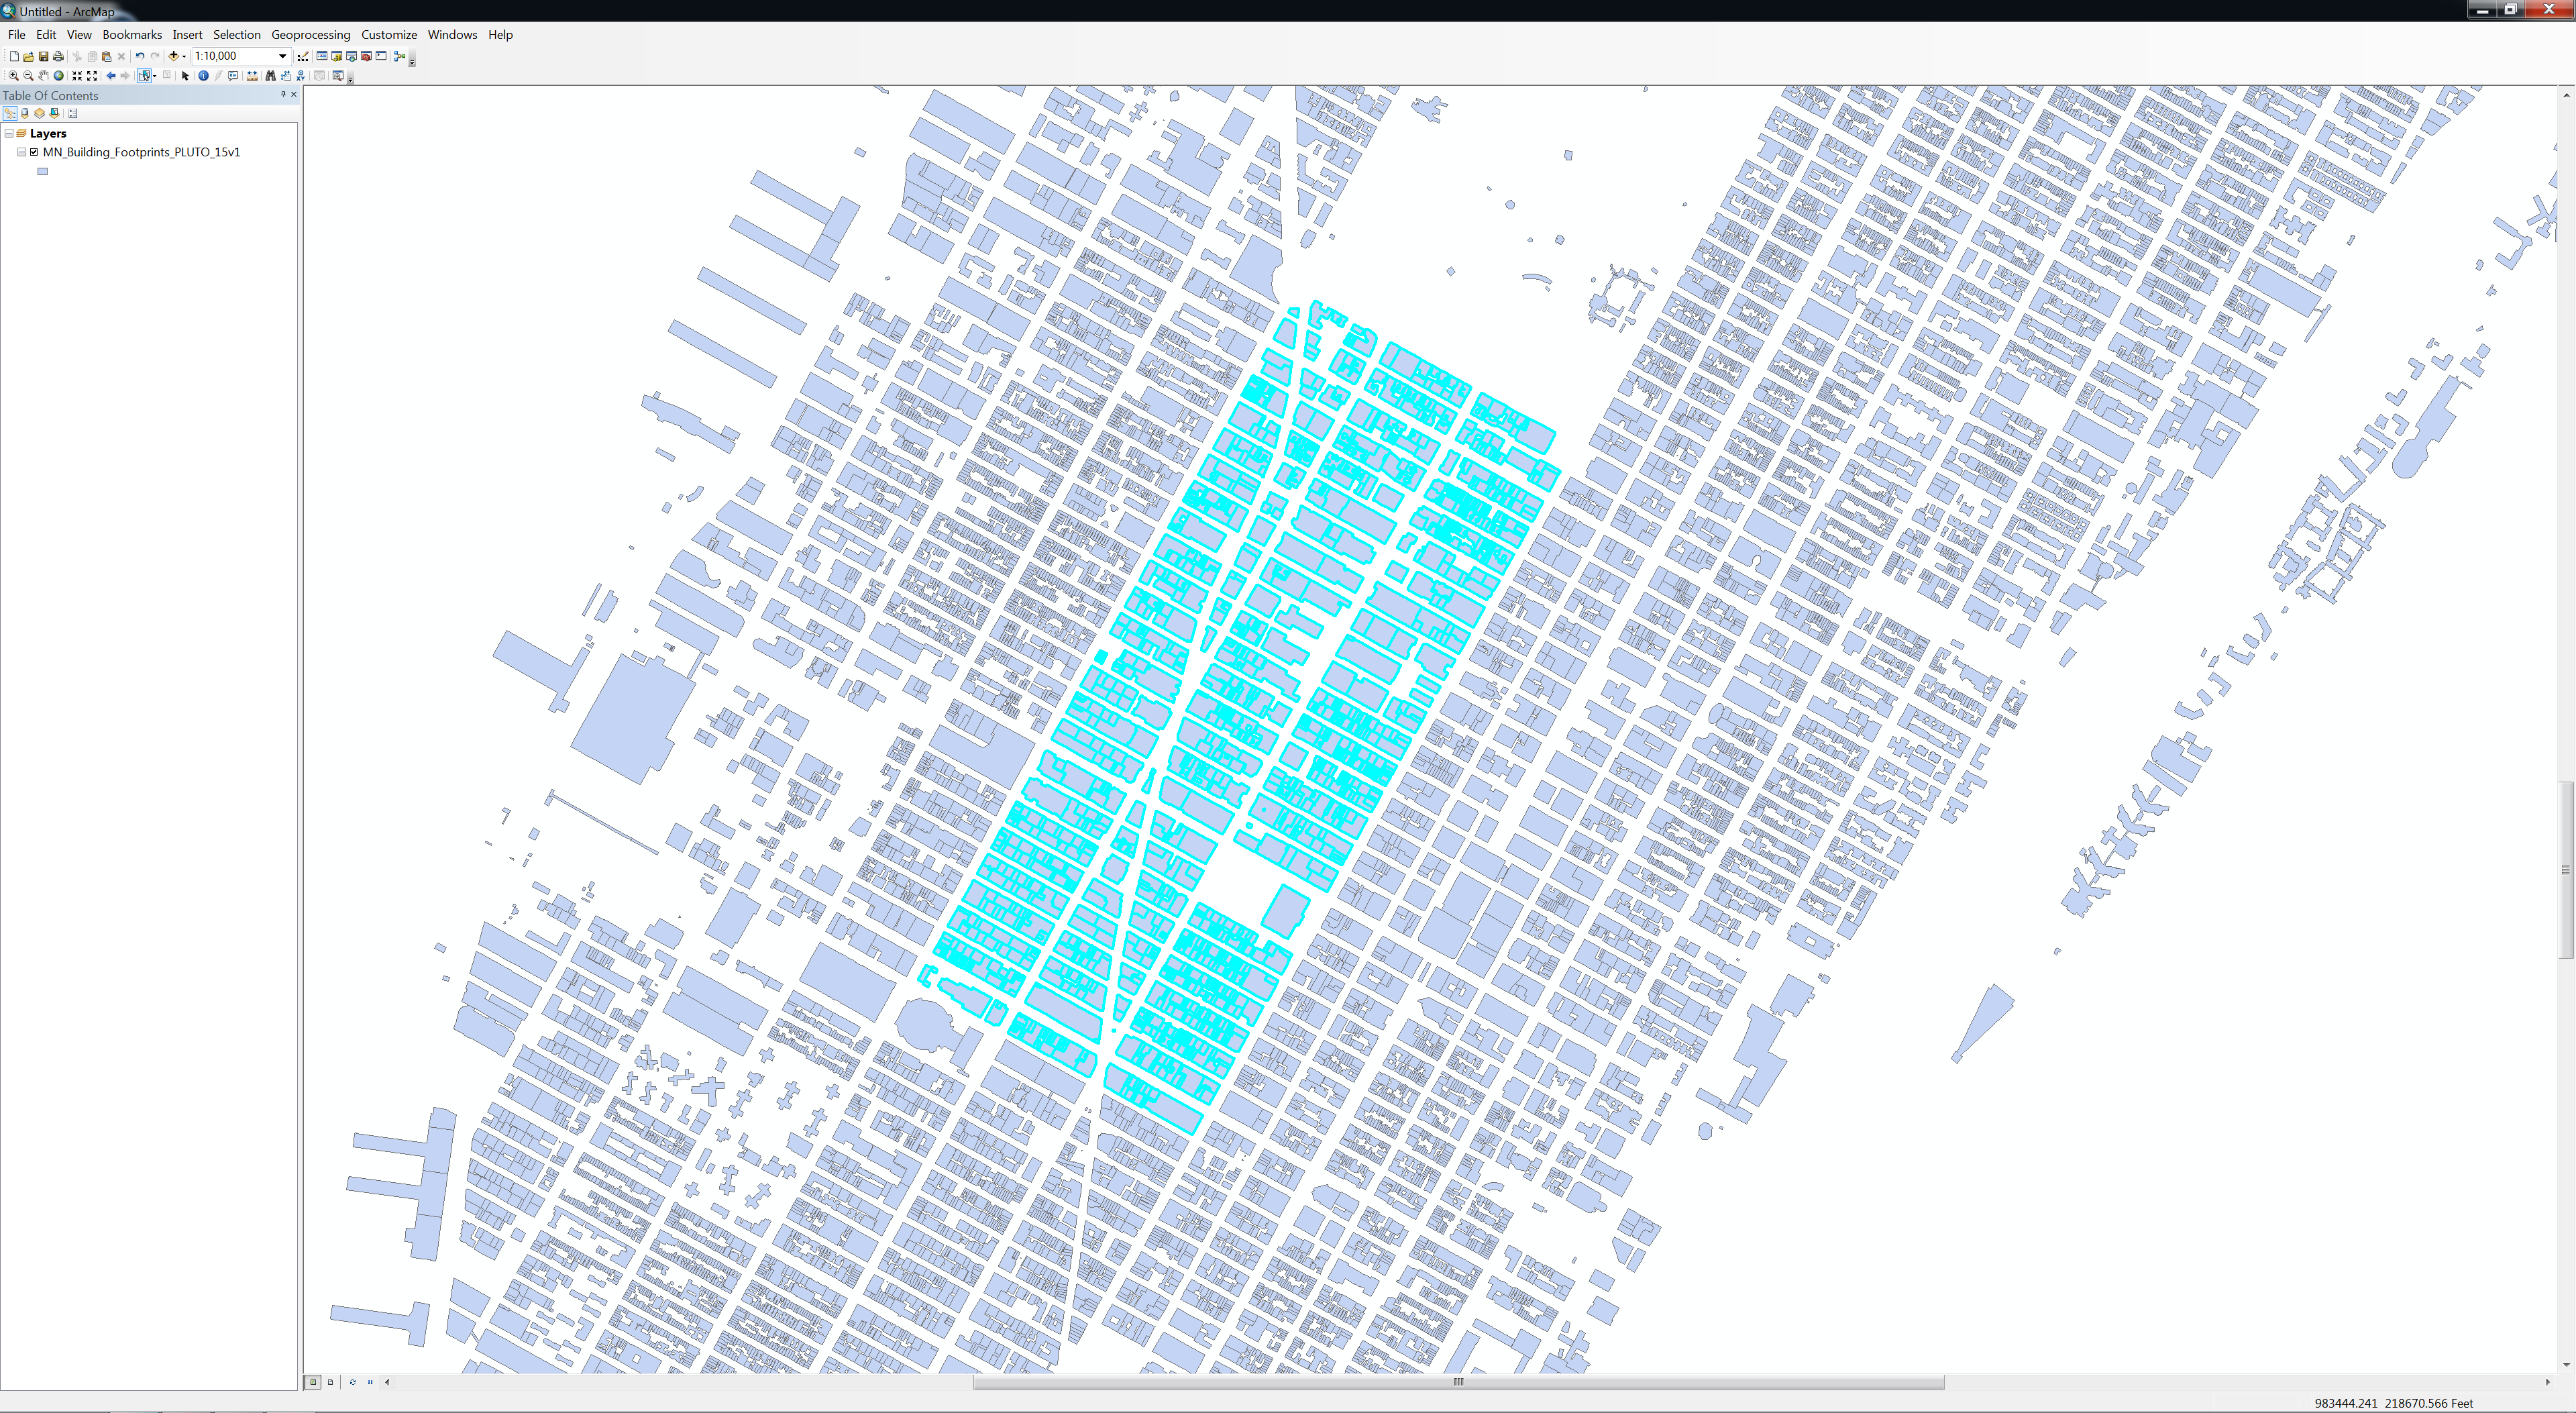 Untitled - ArcMap
File Edit View Bookmarks Insert Selection Geoprocessing Customize Windows Help
1:10,000
Table Of Contents
Layers
MN_Building_Footprints_PLUTO_15v1
983444.241 218670.566 Feet